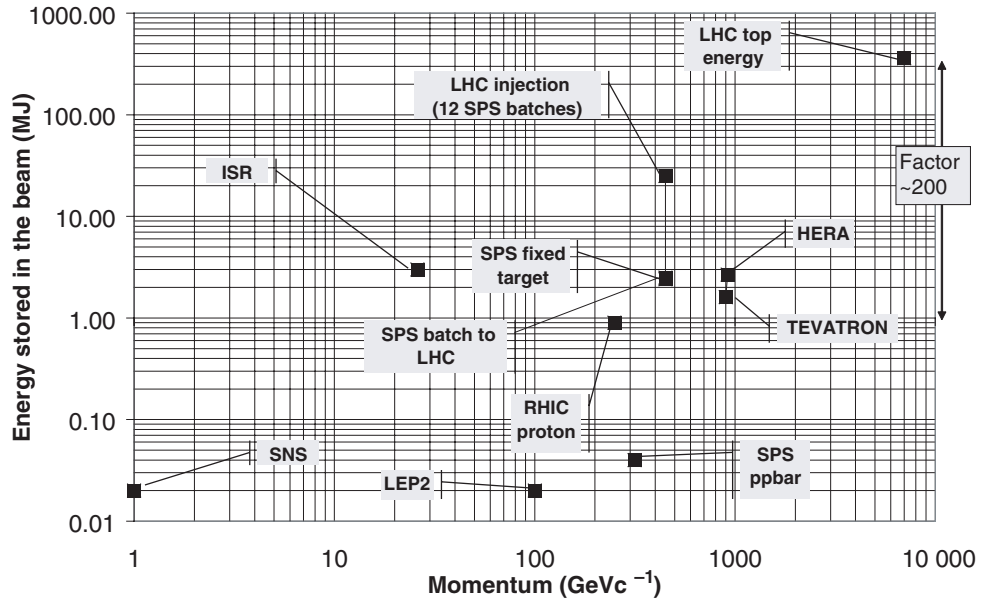 1000.00
100.00
10.00
1.00
0.10
0.01
Energy stored in the beam (MJ)
LHC top
energy
LHC injection
(12 SPS batches)
ISR
Factor
~200
HERA
SPS fixed
target
TEVATRON
SPS batch to
LHC
RHIC
proton
SNS
LEP2
SPS
ppbar
1
10
100
1000
10 000
Momentum (GeVc ⁻¹)